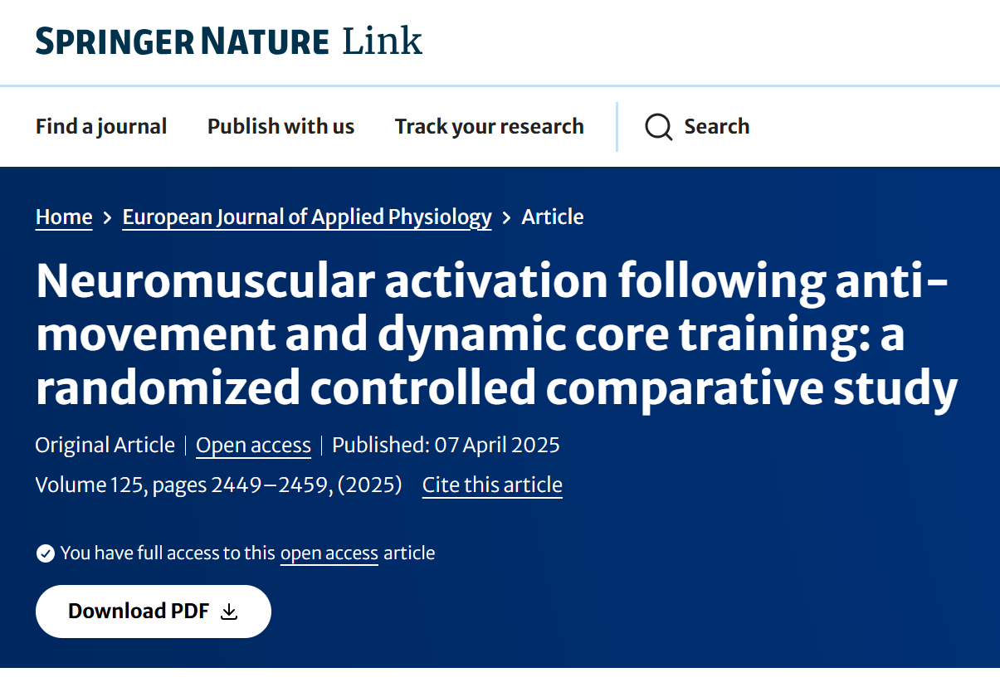 SPRINGER NATURE Link
Find a journal Publish with us Track your research Search
Home > European Journal of Applied Physiology > Article
Neuromuscular activation following anti-
movement and dynamic core training: a
randomized controlled comparative study
Original Article | Open access | Published: 07 April 2025
Volume 125, pages 2449–2459, (2025) Cite this article
You have full access to this open access article
Download PDF